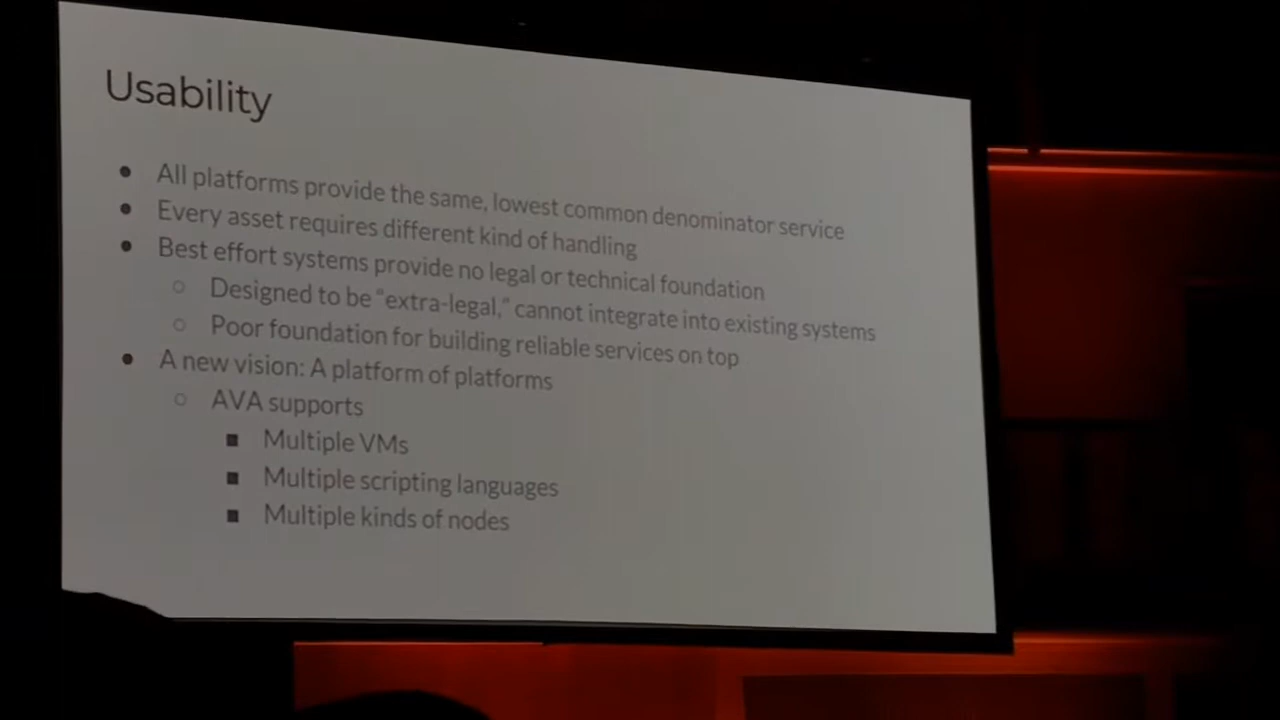 Usability
● All platforms provide the same, lowest common denominator service
● Every asset requires different kind of handling
● Best effort systems provide no legal or technical foundation
○ Designed to be "extra-legal," cannot integrate into existing systems
○ Poor foundation for building reliable services on top
● A new vision: A platform of platforms
○ AVA supports
■ Multiple VMs
■ Multiple scripting languages
■ Multiple kinds of nodes